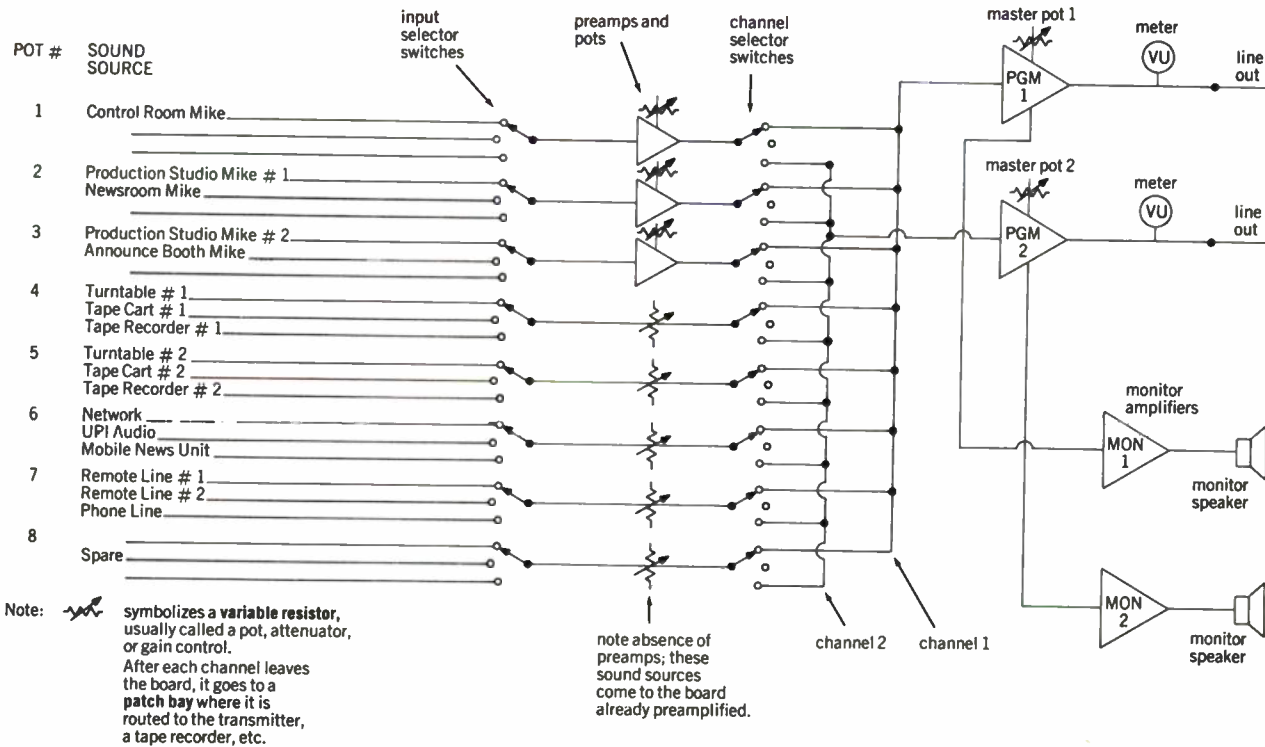 input
selector
switches
preamps and
pots
channel
selector
switches
master pot 1
meter
VU
line
out
PGM
1
POT # SOUND
SOURCE
1 Control Room Mike
2 Production Studio Mike # 1
Newsroom Mike
3 Production Studio Mike # 2
Announce Booth Mike
4 Turntable # 1
Tape Cart # 1
Tape Recorder # 1
5 Turntable # 2
Tape Cart # 2
Tape Recorder # 2
6 Network
UPI Audio
Mobile News Unit
7 Remote Line # 1
Remote Line # 2
Phone Line
8
Spare
master pot 2
meter
VU
line
out
PGM
2
monitor
amplifiers
MON
1
monitor
speaker
MON
2
monitor
speaker
channel 2
channel 1
note absence of
preamps; these
sound sources
come to the board
already preamplified.
Note: symbolizes a variable resistor,
usually called a pot, attenuator,
or gain control.
After each channel leaves
the board, it goes to a
patch bay where it is
routed to the transmitter,
a tape recorder, etc.